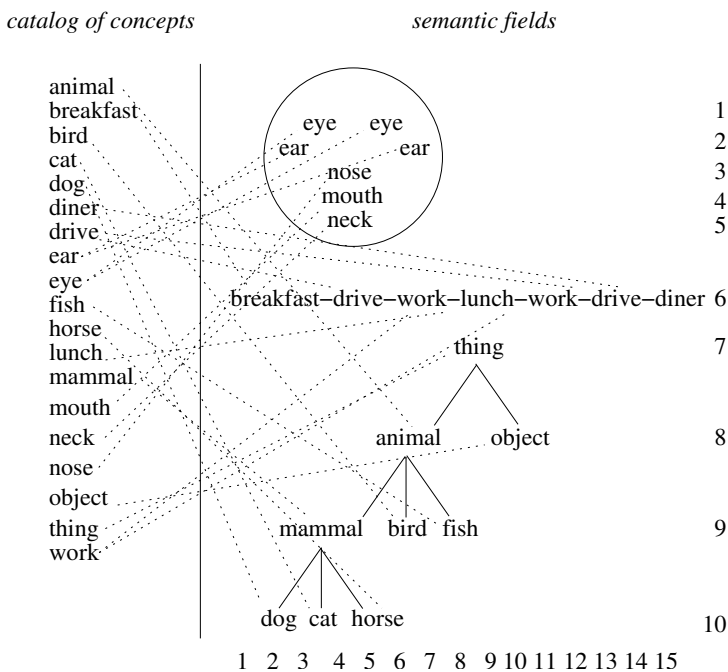 catalog of concepts semantic fields
animal
breakfast 1
eye eye
bird 2
ear ear
cat 3
nose
dog
mouth 4
diner
neck 5
drive
ear
eye
fish breakfast–drive–work–lunch–work–drive–diner 6
horse
lunch thing 7
mammal
mouth
neck animal object 8
nose
object
thing mammal bird fish 9
work
dog cat horse 10
1 2 3 4 5 6 7 8 9 10 11 12 13 14 15